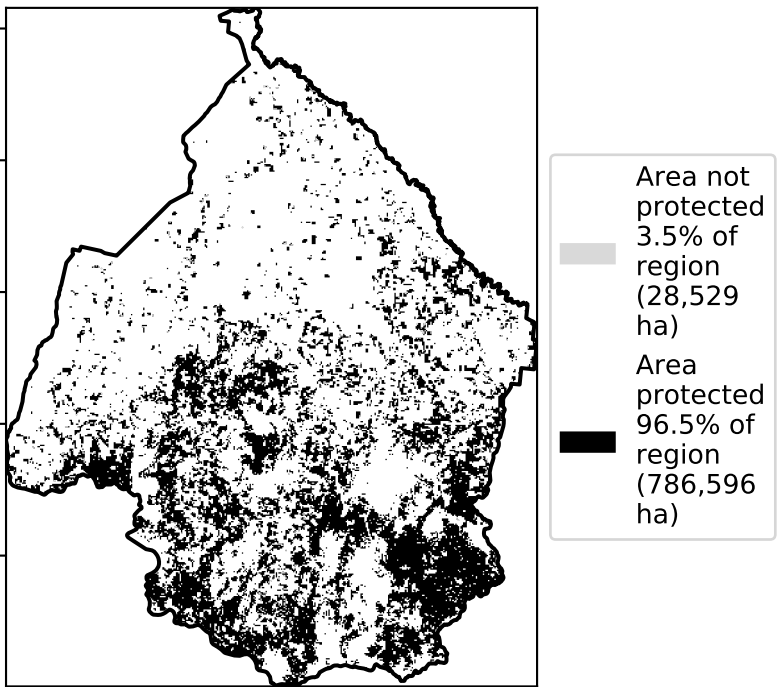 Area not
protected
3.5% of
region
(28,529
ha)
Area
protected
96.5% of
region
(786,596
ha)